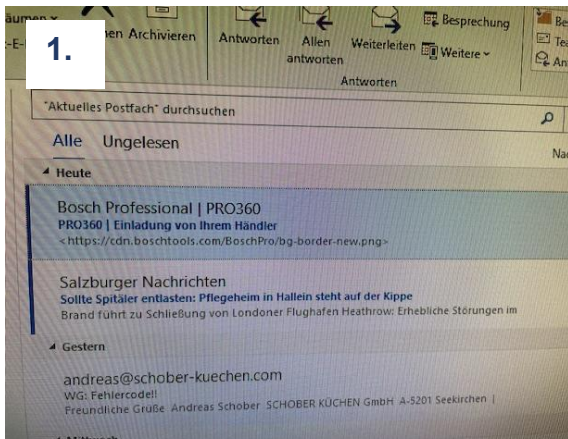 1.
Archivieren
Antworten
Allen
antworten
Weiterleiten
Besprechung
Weitere
Antworten
"Aktuelles Postfach" durchsuchen
Alle Ungelesen
Heute
Bosch Professional | PRO360
PRO360 | Einladung von Ihrem Händler
<https://cdn.boschtools.com/BoschPro/bg-border-new.png>
Salzburger Nachrichten
Sollte Spitäler entlasten: Pflegeheim in Hallein steht auf der Kippe
Brand führt zu Schließung von Londoner Flughafen Heathrow: Erhebliche Störungen im
Gestern
andreas@schober-kuechen.com
WG: Fehlercode!!
Freundliche Grüße Andreas Schober SCHOBER KÜCHEN GmbH A-5201 Seekirchen |